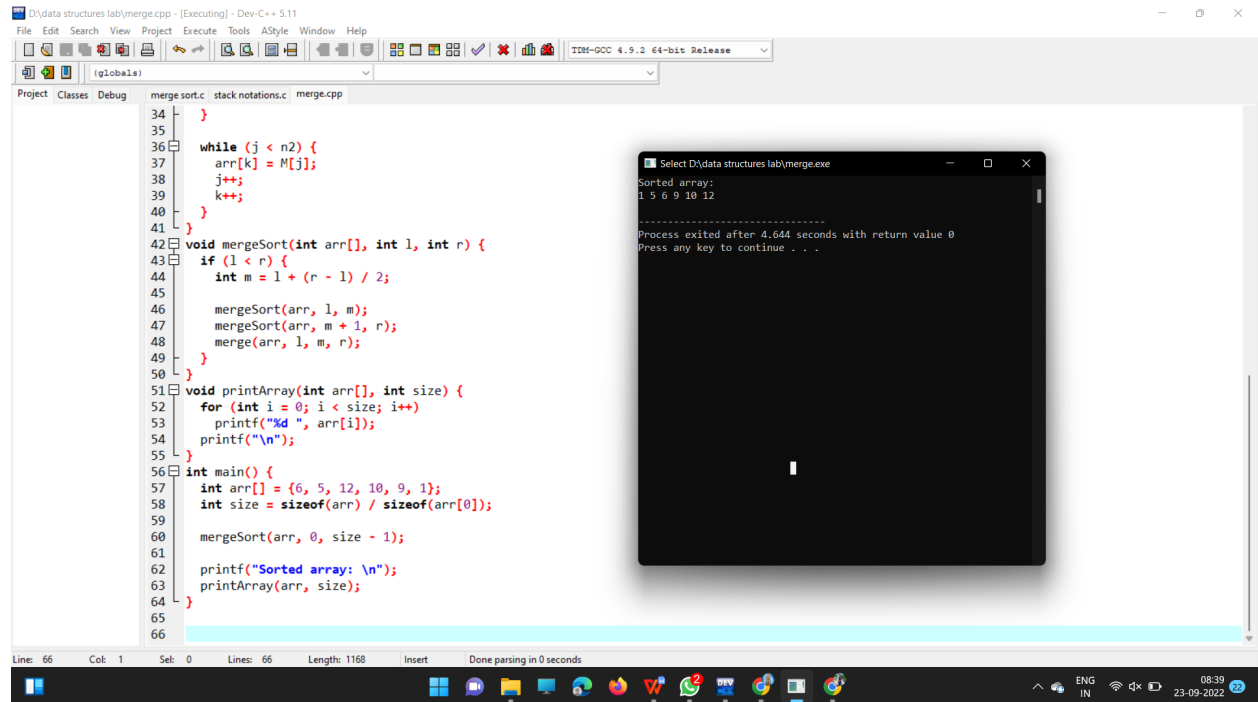 D:\data structures lab\merge.cpp - [Executing] - Dev-C++ 5.11
File Edit Search View Project Execute Tools AStyle Window Help
TDM-GCC 4.9.2 64-bit Release
(globals)
Project Classes Debug merge sort.c stack notations.c merge.cpp
34 }
35
36 while (j < n2) {
37 arr[k] = M[j];
38 j++;
39 k++;
40 }
41 }
42 void mergeSort(int arr[], int l, int r) {
43 if (l < r) {
44 int m = l + (r - l) / 2;
45
46 mergeSort(arr, l, m);
47 mergeSort(arr, m + 1, r);
48 merge(arr, l, m, r);
49 }
50 }
51 void printArray(int arr[], int size) {
52 for (int i = 0; i < size; i++)
53 printf("%d ", arr[i]);
54 printf("\n");
55 }
56 int main() {
57 int arr[] = {6, 5, 12, 10, 9, 1};
58 int size = sizeof(arr) / sizeof(arr[0]);
59
60 mergeSort(arr, 0, size - 1);
61
62 printf("Sorted array: \n");
63 printArray(arr, size);
64 }
65
66
Select D:\data structures lab\merge.exe
Sorted array:
1 5 6 9 10 12
--------------------------------
Process exited after 4.644 seconds with return value 0
Press any key to continue . . .
Line: 66 Col: 1 Sel: 0 Lines: 66 Length: 1168 Insert Done parsing in 0 seconds
DEV
2
ENG
IN
08:39
23-09-2022
22